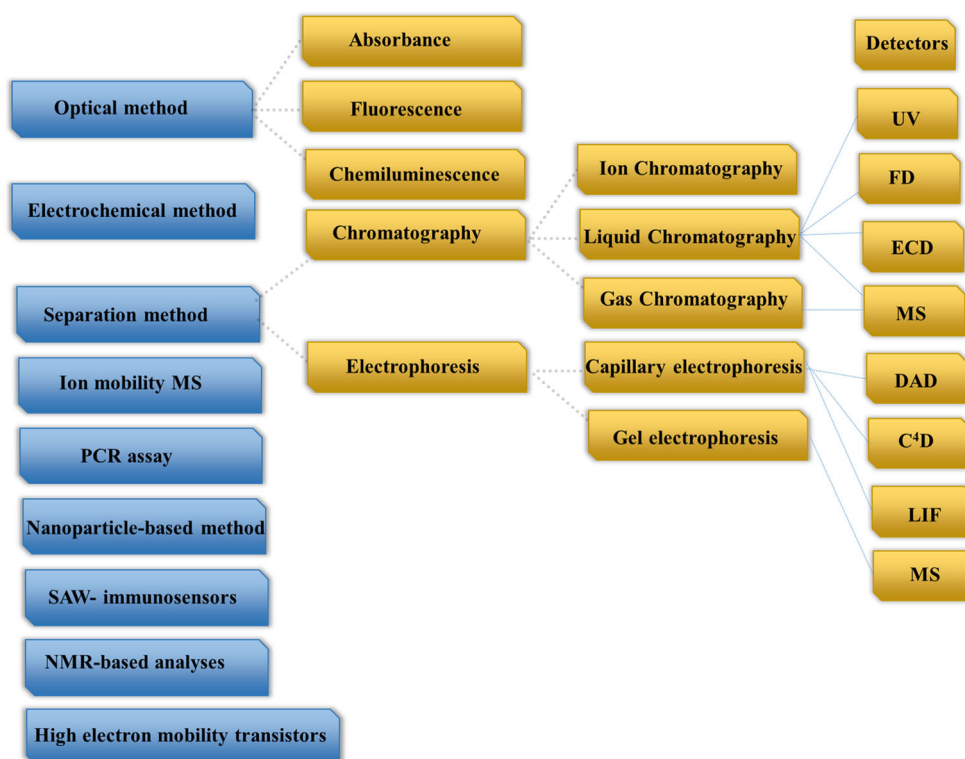 Optical method
Electrochemical method
Separation method
Ion mobility MS
PCR assay
Nanoparticle-based method
SAW- immunosensors
NMR-based analyses
High electron mobility transistors
Absorbance
Fluorescence
Chemiluminescence
Chromatography
Electrophoresis
Ion Chromatography
Liquid Chromatography
Gas Chromatography
Capillary electrophoresis
Gel electrophoresis
Detectors
UV
FD
ECD
MS
DAD
C⁴D
LIF
MS